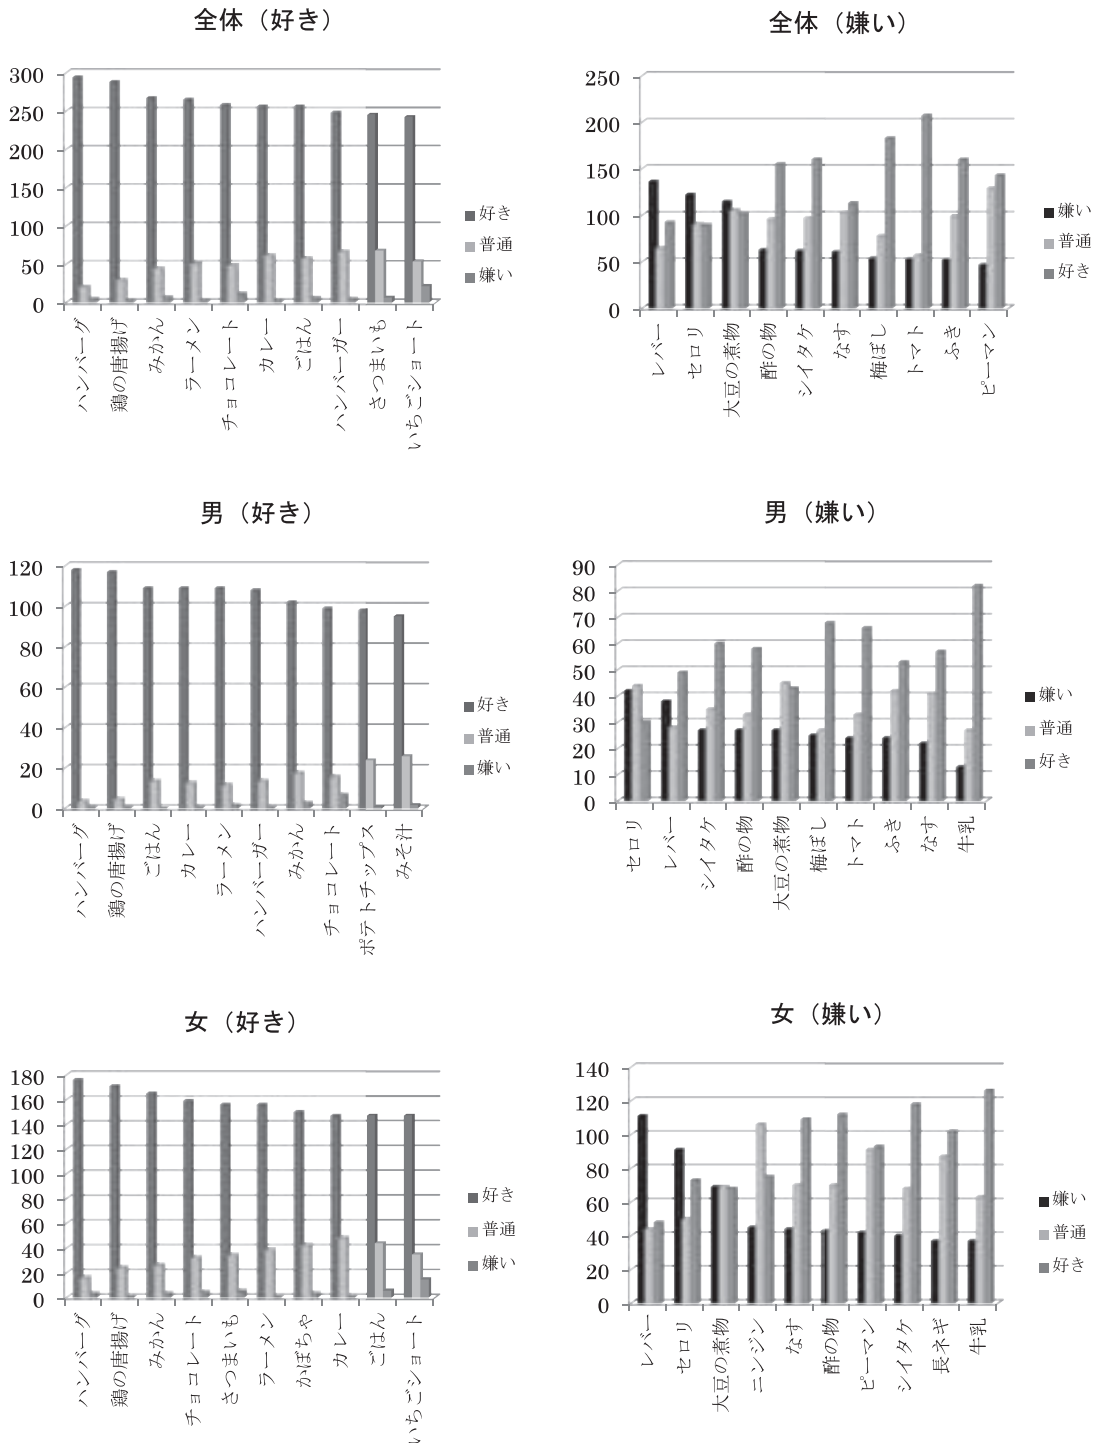 全体（好き）
300
250
200
150
100
50
0
ハンバーグ
鶏の唐揚げ
みかん
ラーメン
チョコレート
カレー
ごはん
ハンバーガー
さつまいも
いちごショート
好き
普通
嫌い
全体（嫌い）
250
200
150
100
50
0
レバー
セロリ
大豆の煮物
酢の物
シイタケ
なす
梅ぼし
トマト
ふき
ピーマン
嫌い
普通
好き
男（好き）
120
100
80
60
40
20
0
ハンバーグ
鶏の唐揚げ
ごはん
カレー
ラーメン
ハンバーガー
みかん
チョコレート
ポテトチップス
みそ汁
好き
普通
嫌い
男（嫌い）
90
80
70
60
50
40
30
20
10
0
セロリ
レバー
シイタケ
酢の物
大豆の煮物
梅ぼし
トマト
ふき
なす
牛乳
嫌い
普通
好き
女（好き）
180
160
140
120
100
80
60
40
20
0
ハンバーグ
鶏の唐揚げ
みかん
チョコレート
さつまいも
ラーメン
かぼちゃ
カレー
ごはん
いちごショート
好き
普通
嫌い
女（嫌い）
140
120
100
80
60
40
20
0
レバー
セロリ
大豆の煮物
ニンジン
なす
酢の物
ピーマン
シイタケ
長ネギ
牛乳
嫌い
普通
好き